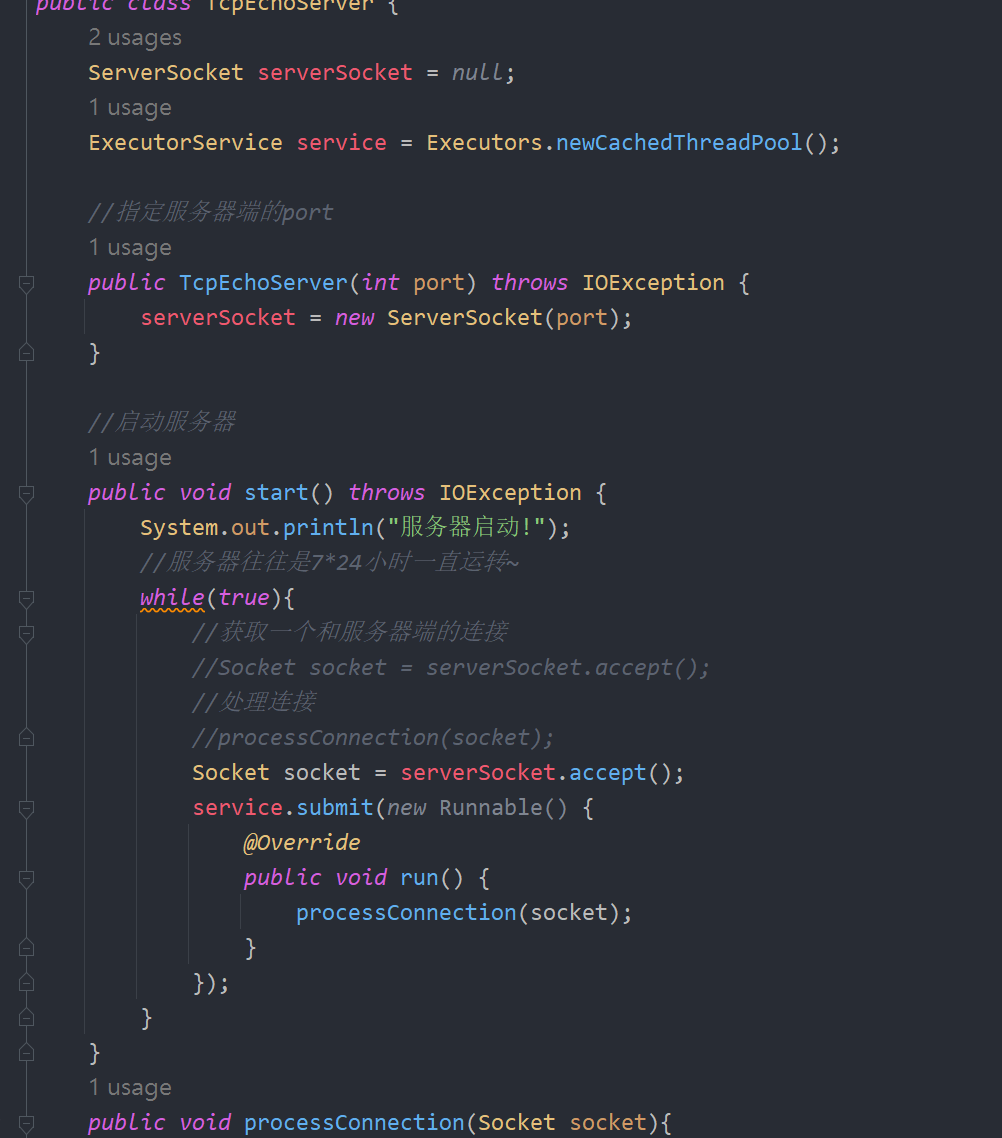 public class TcpEchoServer {
2 usages
ServerSocket serverSocket = null;
1 usage
ExecutorService service = Executors.newCachedThreadPool();
//指定服务器端的port
1 usage
public TcpEchoServer(int port) throws IOException {
serverSocket = new ServerSocket(port);
}
//启动服务器
1 usage
public void start() throws IOException {
System.out.println("服务器启动!");
//服务器往往是7*24小时一直运转~
while(true){
//获取一个和服务器端的连接
//Socket socket = serverSocket.accept();
//处理连接
//processConnection(socket);
Socket socket = serverSocket.accept();
service.submit(new Runnable() {
@Override
public void run() {
processConnection(socket);
}
});
}
}
1 usage
public void processConnection(Socket socket){